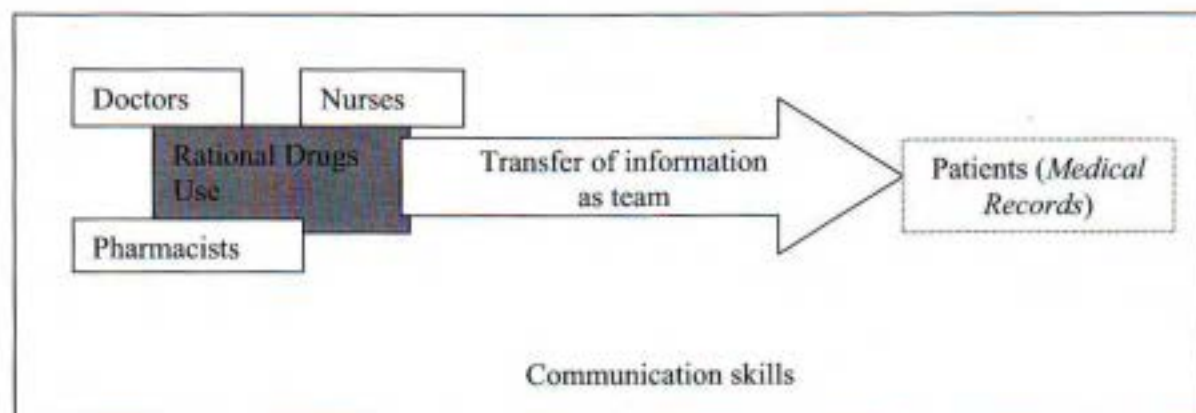 Doctors
Nurses
Rational Drugs
Use
Pharmacists
Transfer of information
as team
Patients (Medical
Records)
Communication skills